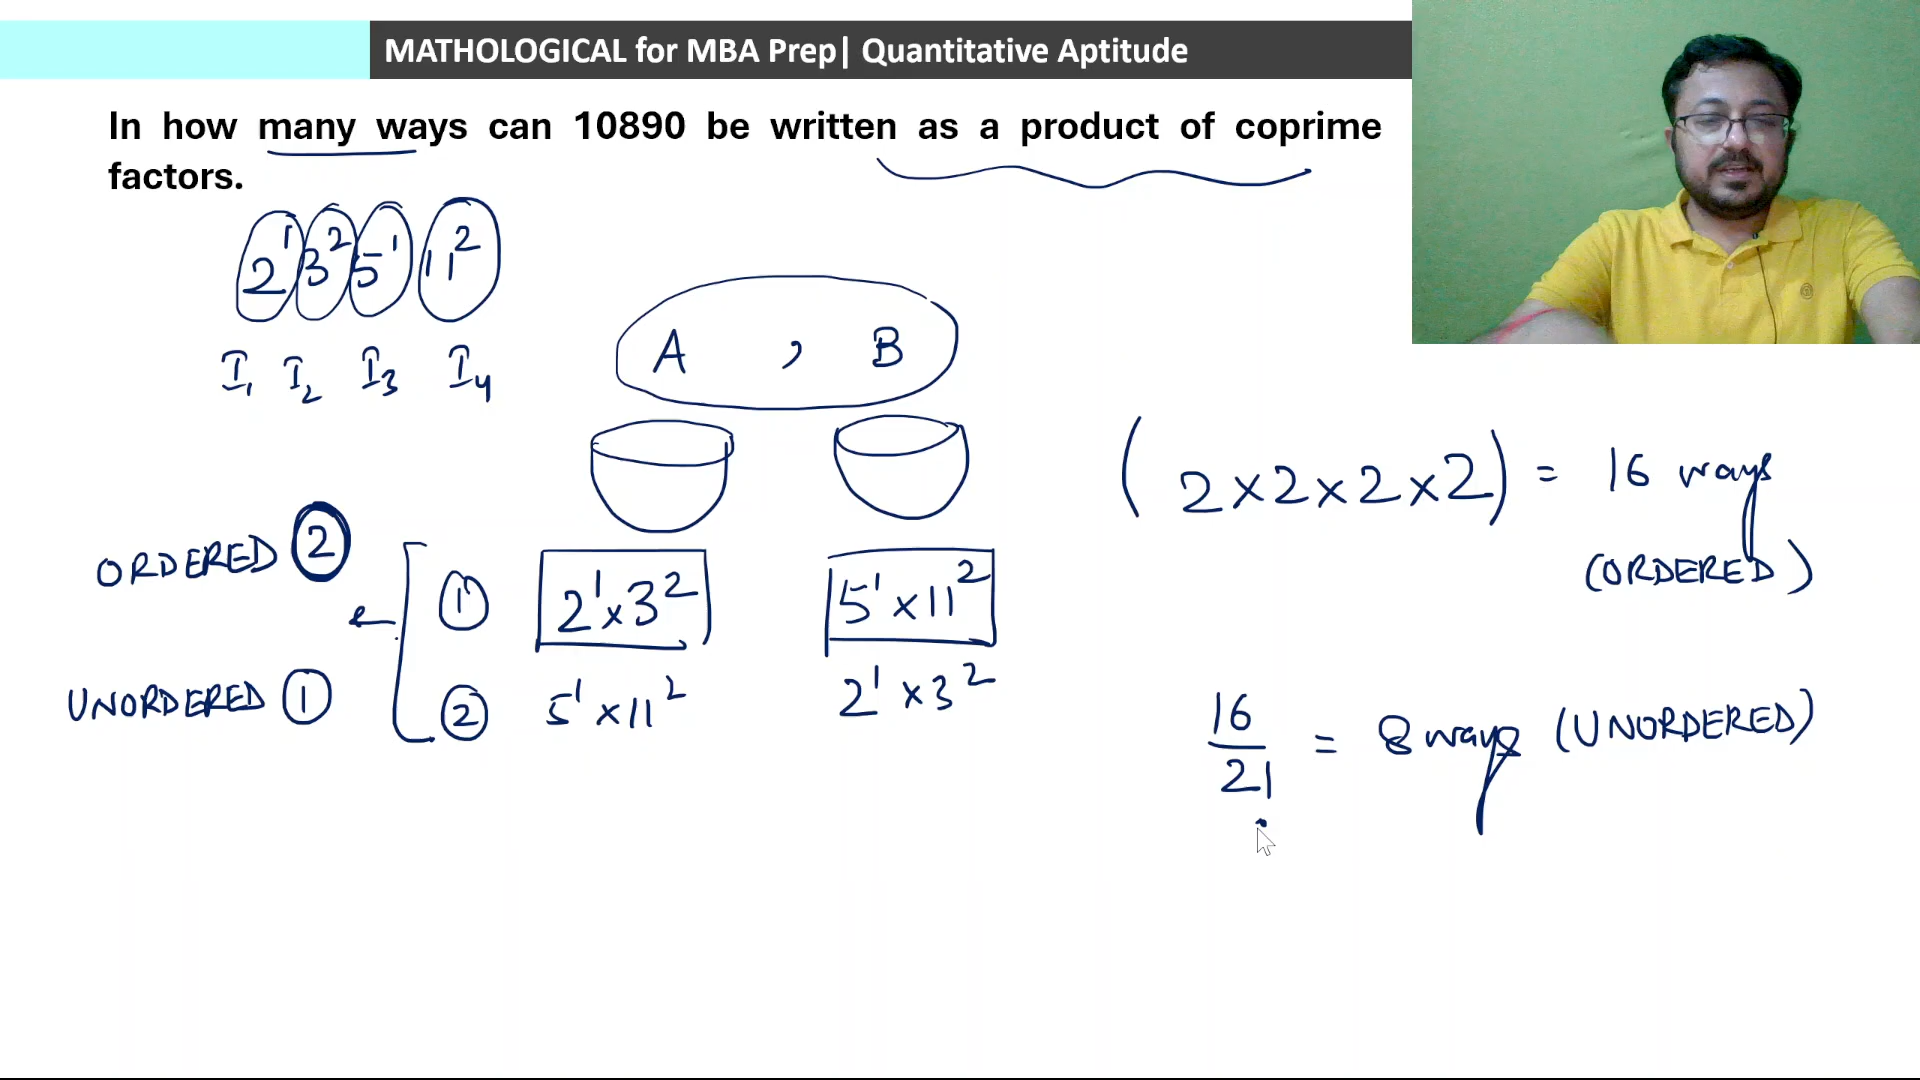 MATHOLOGICAL for MBA Prep| Quantitative Aptitude
In how many ways can 10890 be written as a product of coprime
factors.
2¹ 3² 5¹ 11²
I₁ I₂ I₃ I₄
A , B
(2×2×2×2) = 16 ways
(ORDERED)
ORDERED 2
1 2¹×3² 5¹×11²
UNORDERED 1
2 5¹×11² 2¹×3²
16/2! = 8 ways (UNORDERED)